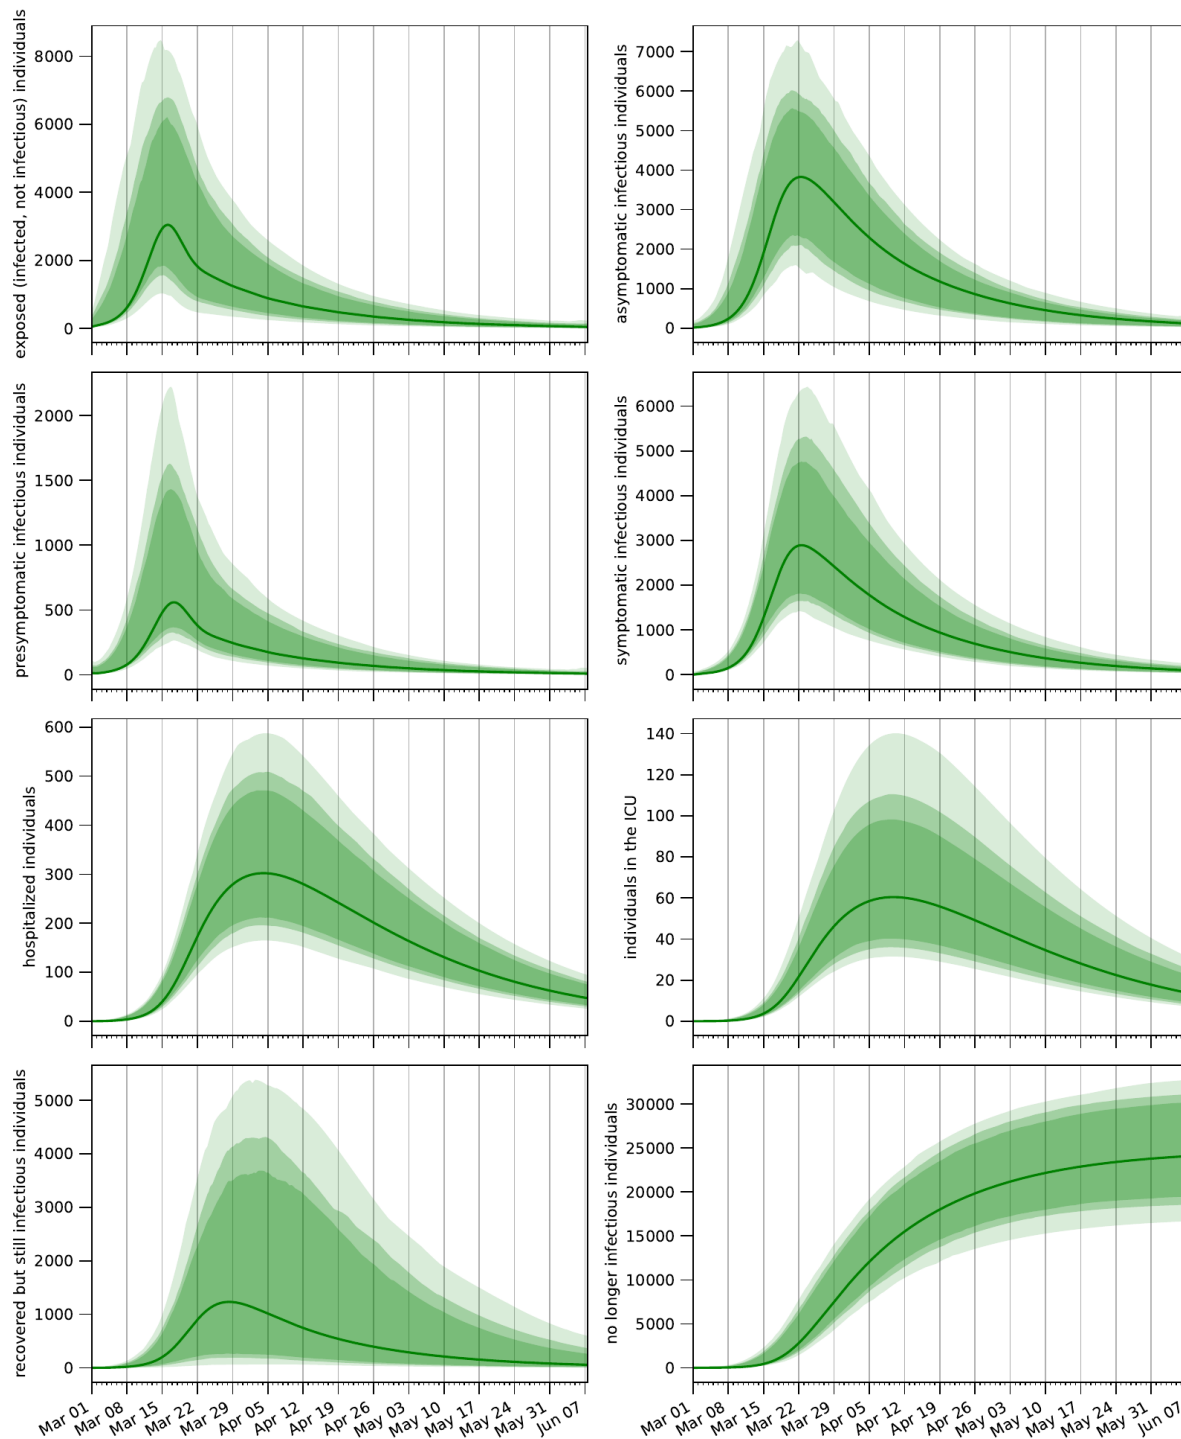 exposed (infected, not infectious) individuals
8000
6000
4000
2000
0
asymptomatic infectious individuals
7000
6000
5000
4000
3000
2000
1000
0
presymptomatic infectious individuals
2000
1500
1000
500
0
symptomatic infectious individuals
6000
5000
4000
3000
2000
1000
0
hospitalized individuals
600
500
400
300
200
100
0
individuals in the ICU
140
120
100
80
60
40
20
0
recovered but still infectious individuals
5000
4000
3000
2000
1000
0
no longer infectious individuals
30000
25000
20000
15000
10000
5000
0
Mar 01
Mar 08
Mar 15
Mar 22
Mar 29
Apr 05
Apr 12
Apr 19
Apr 26
May 03
May 10
May 17
May 24
May 31
Jun 07
Mar 01
Mar 08
Mar 15
Mar 22
Mar 29
Apr 05
Apr 12
Apr 19
Apr 26
May 03
May 10
May 17
May 24
May 31
Jun 07